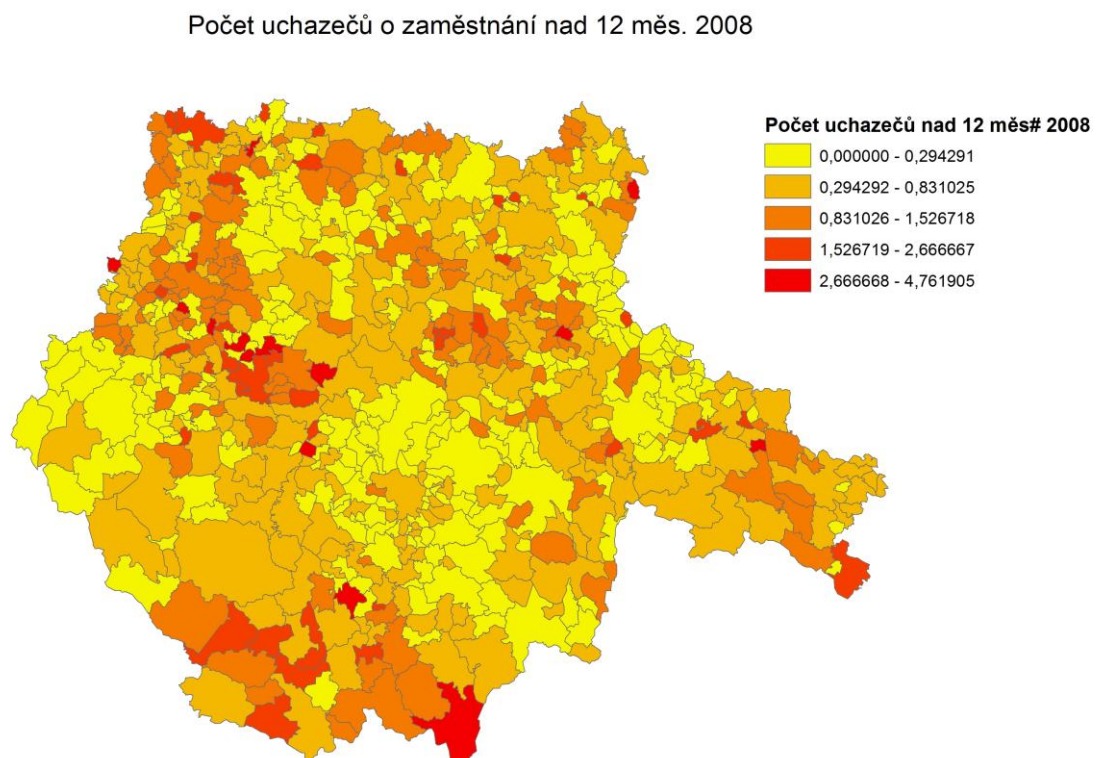 Počet uchazečů o zaměstnání nad 12 měs. 2008
Počet uchazečů nad 12 měs# 2008
0,000000 - 0,294291
0,294292 - 0,831025
0,831026 - 1,526718
1,526719 - 2,666667
2,666668 - 4,761905